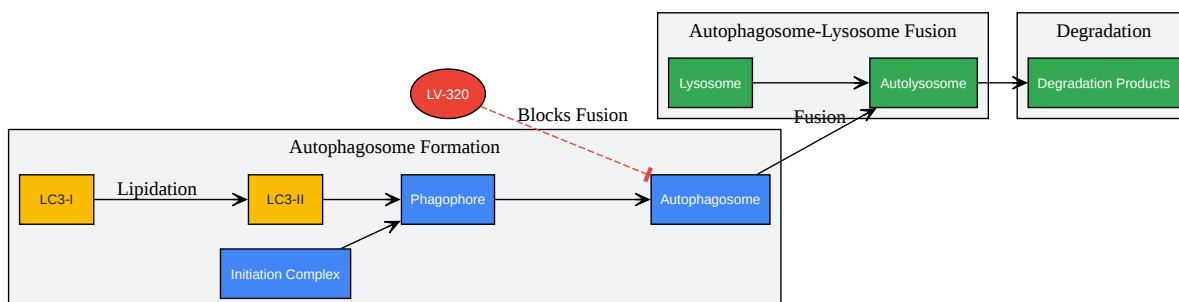 Autophagosome-Lysosome Fusion
Degradation
Lysosome
Autolysosome
Degradation Products
LV-320
Blocks Fusion
Fusion
Autophagosome Formation
LC3-I
Lipidation
LC3-II
Phagophore
Autophagosome
Initiation Complex